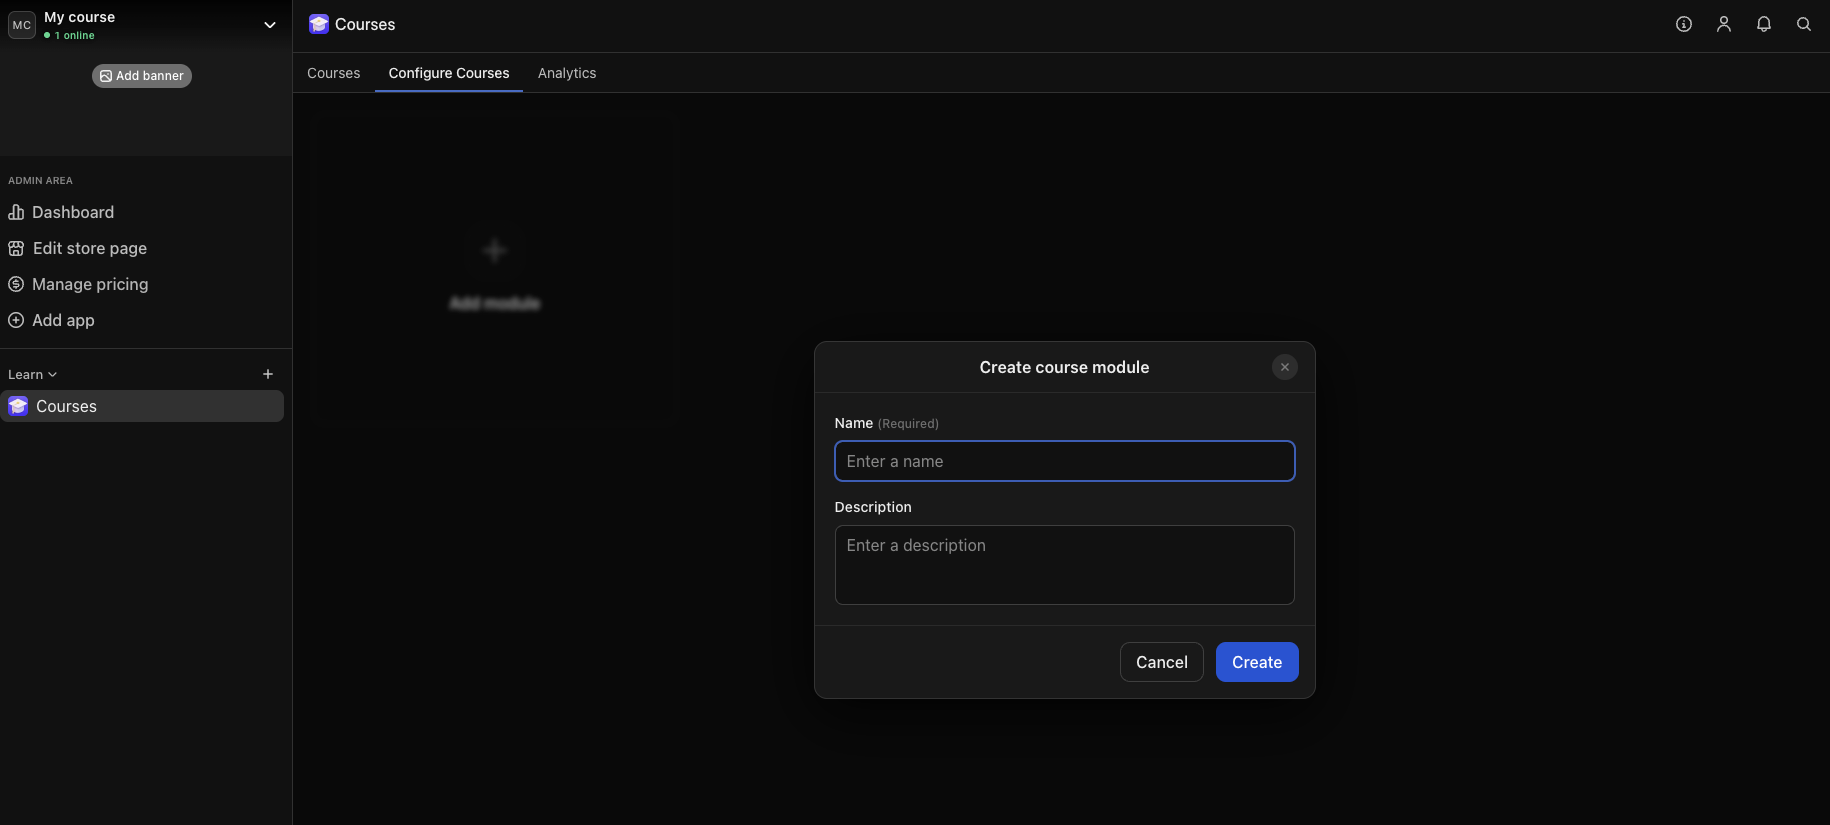 MC
My course
1 online
Add banner
ADMIN AREA
Dashboard
Edit store page
Manage pricing
Add app
Learn
Courses
Courses
Courses
Configure Courses
Analytics
Add module
Create course module
Name (Required)
Enter a name
Description
Enter a description
Cancel
Create